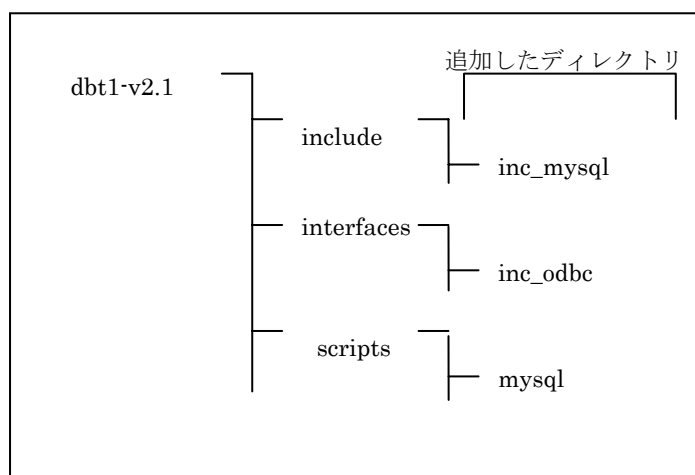 追加したディレクトリ
dbt1-v2.1
include
inc_mysql
interfaces
inc_odbc
scripts
mysql